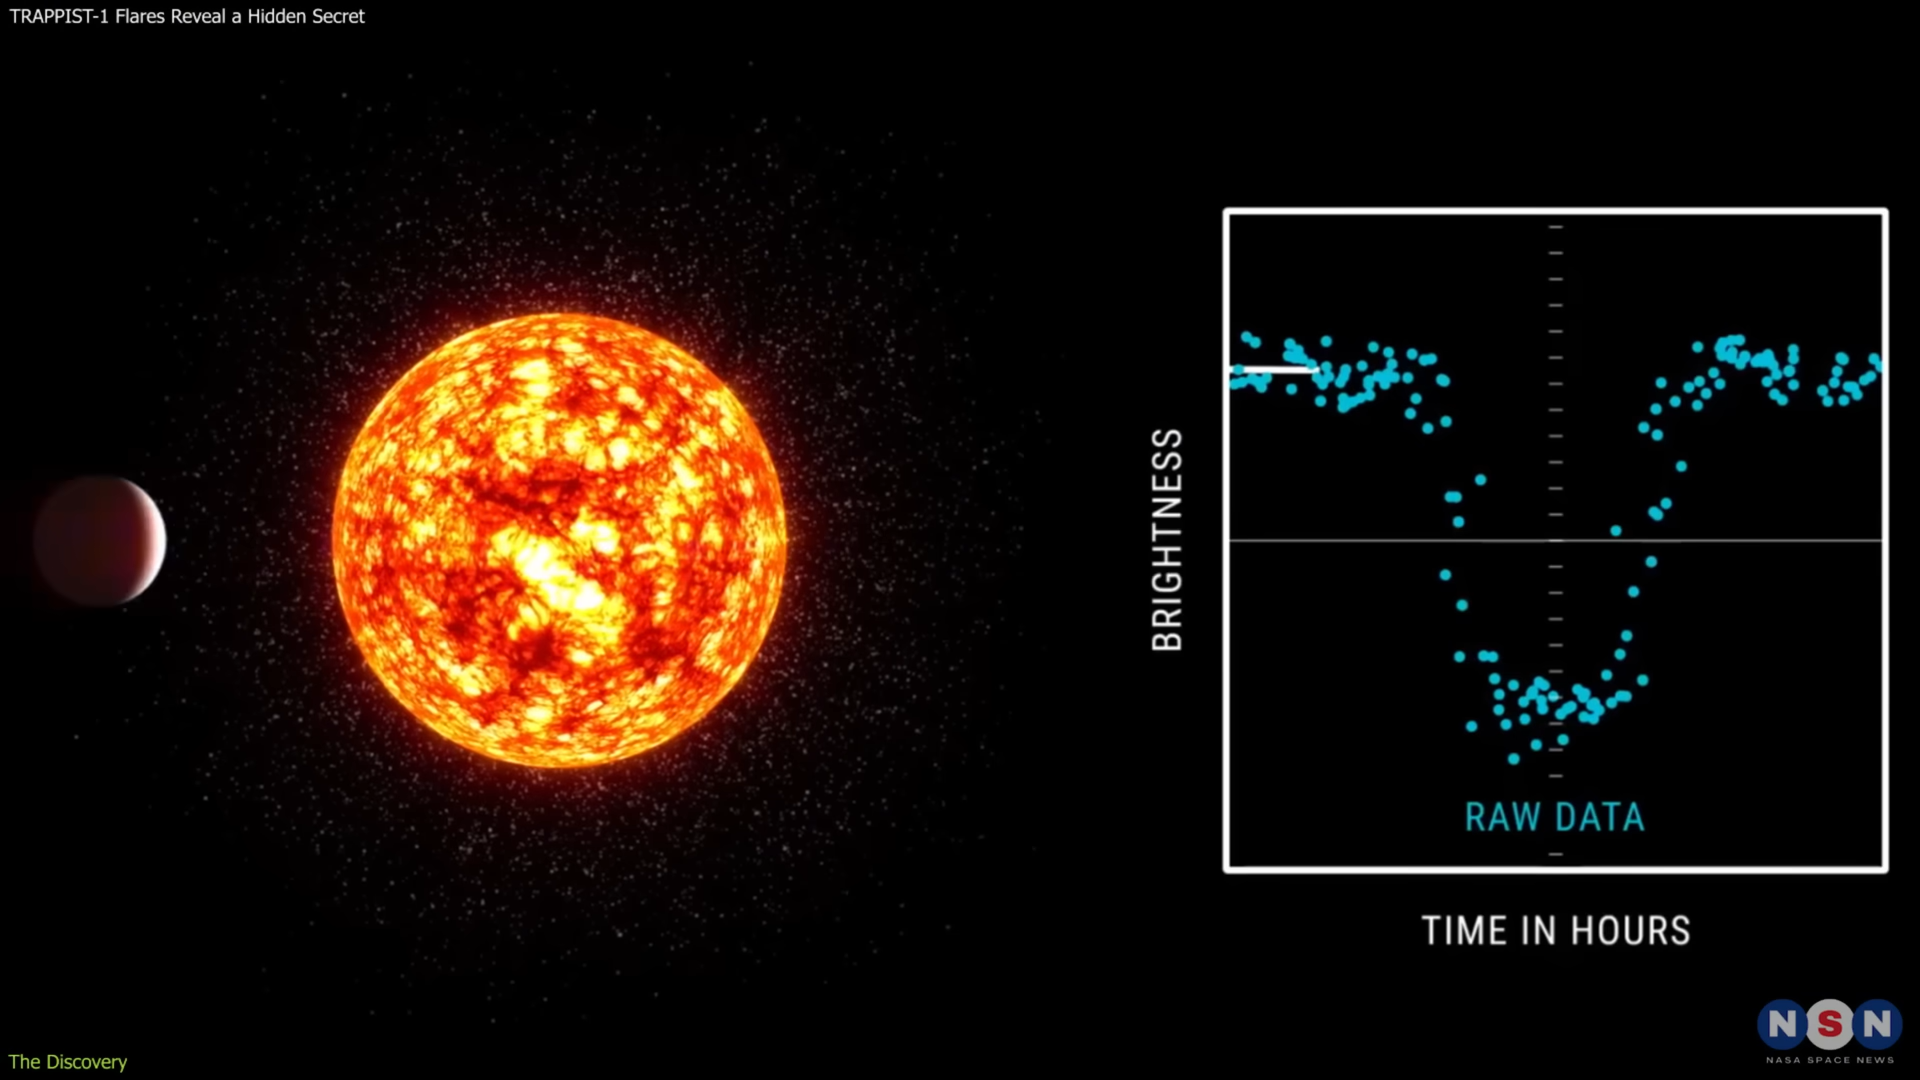 TRAPPIST-1 Flares Reveal a Hidden Secret
BRIGHTNESS
RAW DATA
TIME IN HOURS
NSN
NASA SPACE NEWS
The Discovery